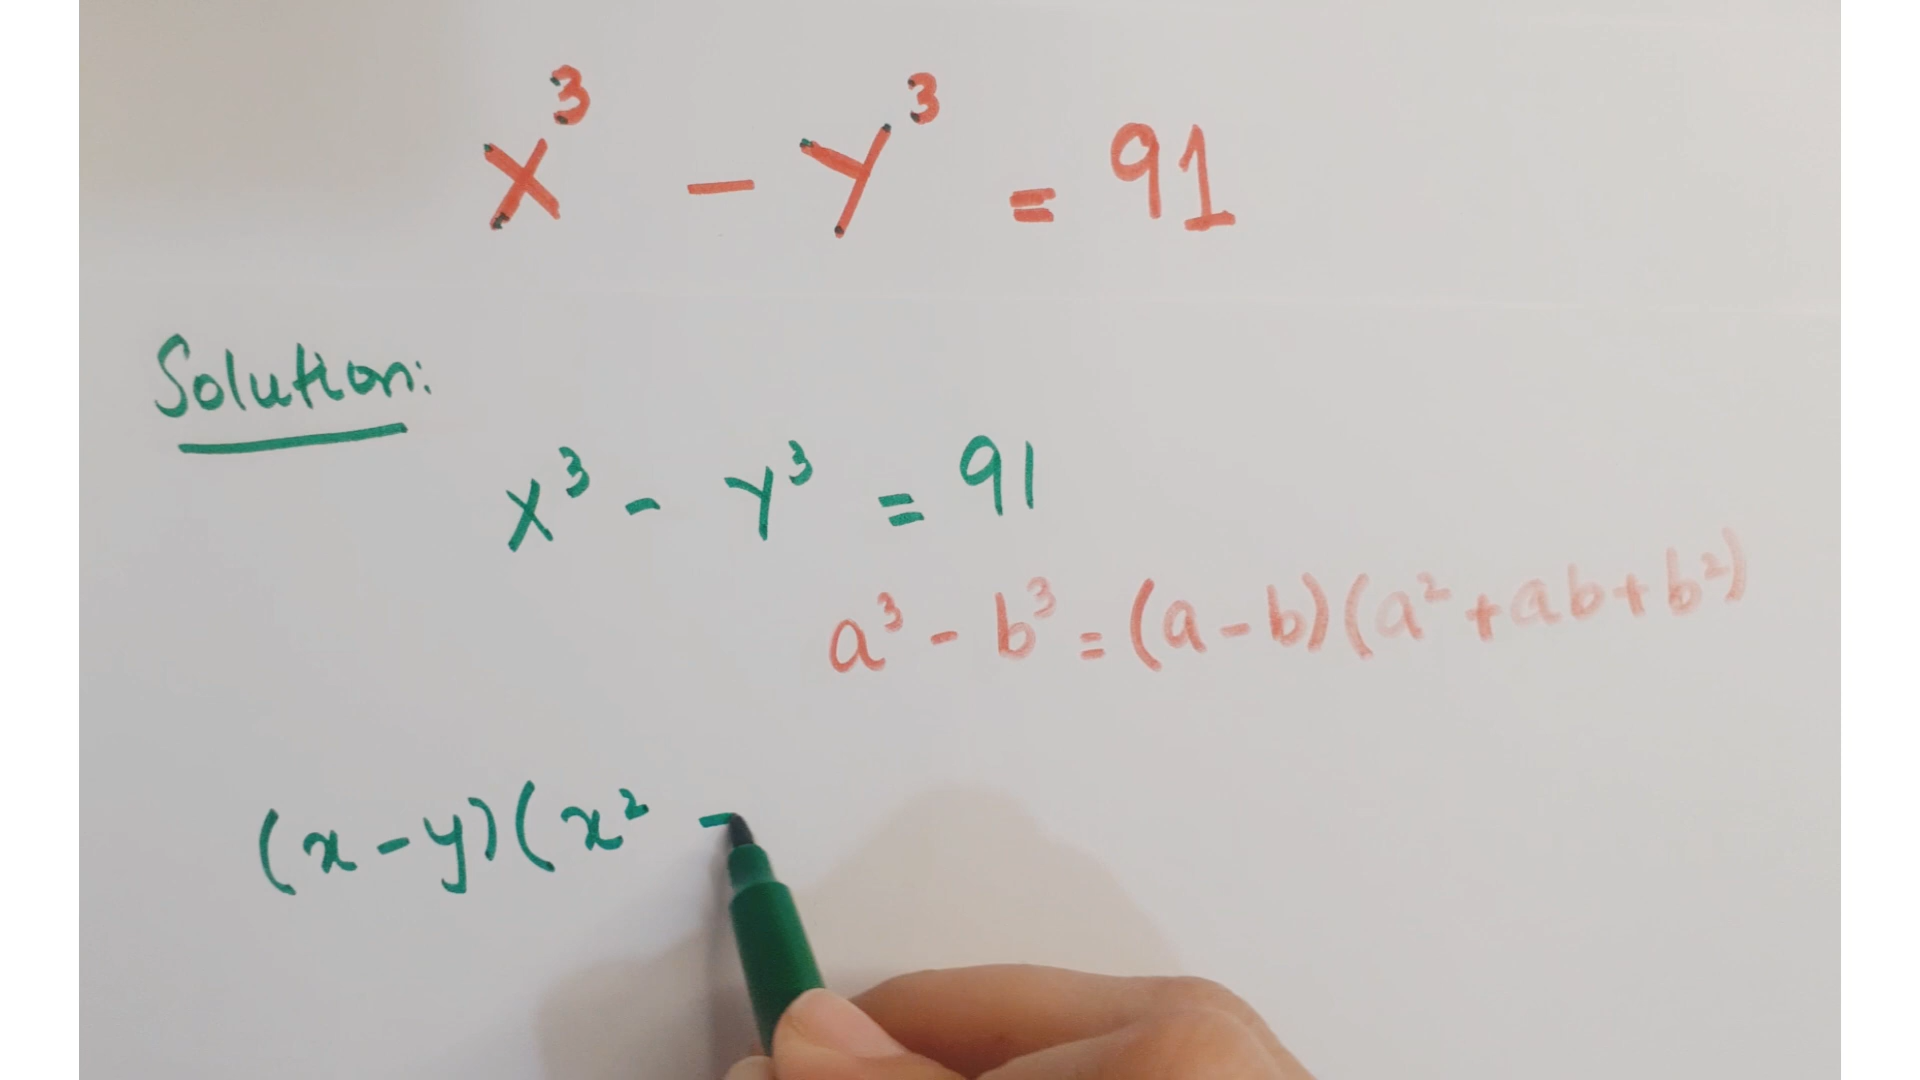 X³ - Y³ = 91
Solution:
X³ - Y³ = 91
a³ - b³ = (a-b)(a² + ab + b²)
(x - y)(x² -